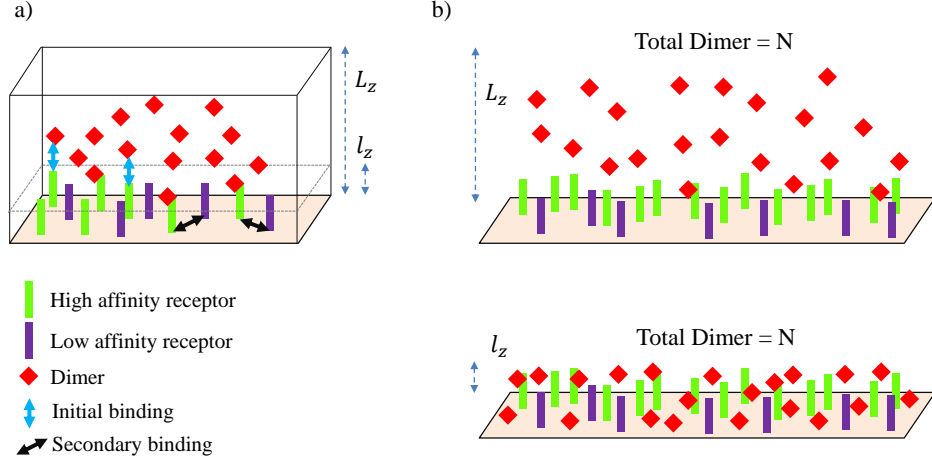 a)
L_z
l_z
High affinity receptor
Low affinity receptor
Dimer
Initial binding
Secondary binding
b)
Total Dimer = N
L_z
Total Dimer = N
l_z